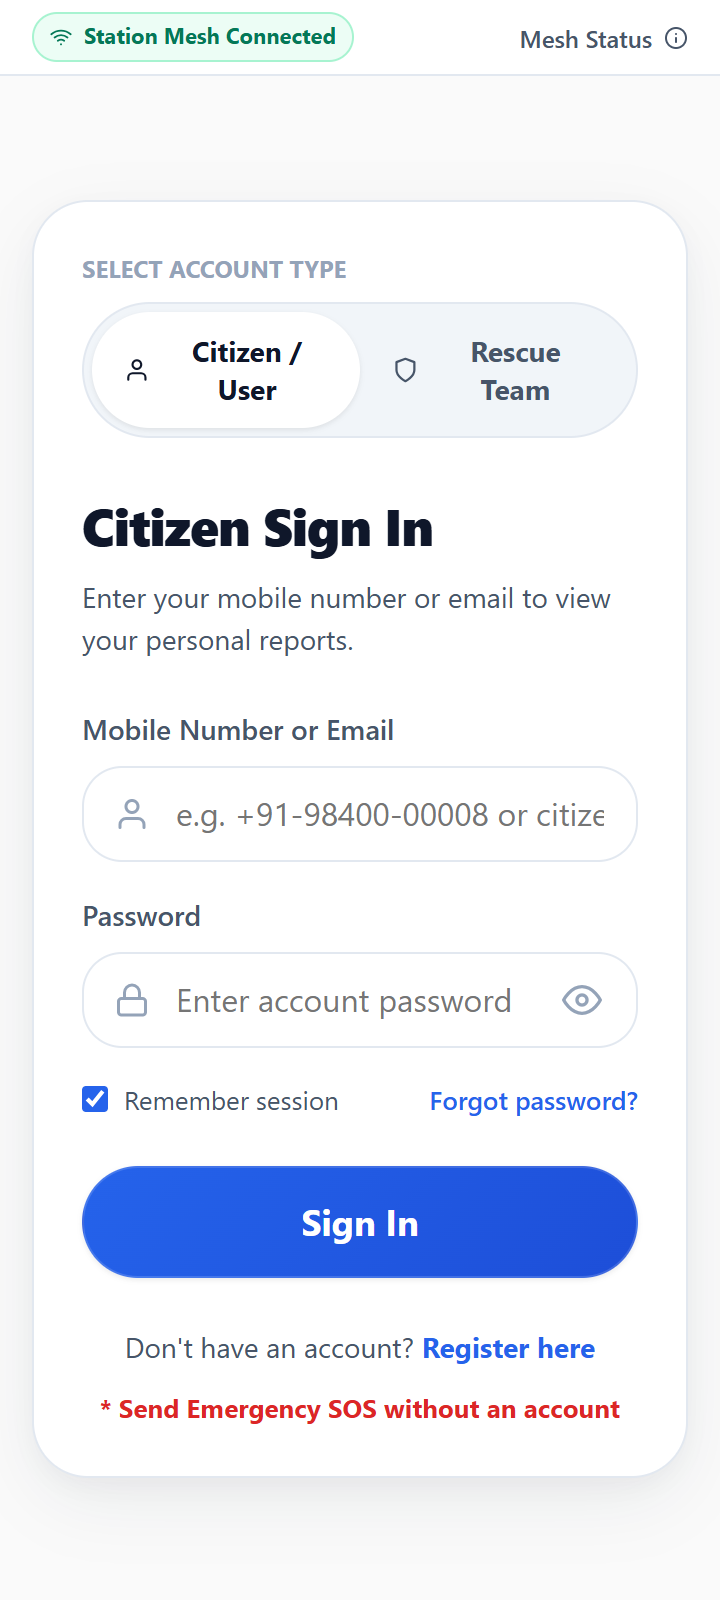 Station Mesh Connected
Mesh Status
SELECT ACCOUNT TYPE
Citizen /
User
Rescue
Team
Citizen Sign In
Enter your mobile number or email to view
your personal reports.
Mobile Number or Email
e.g. +91-98400-00008 or citize
Password
Enter account password
Remember session
Forgot password?
Sign In
Don't have an account? Register here
* Send Emergency SOS without an account